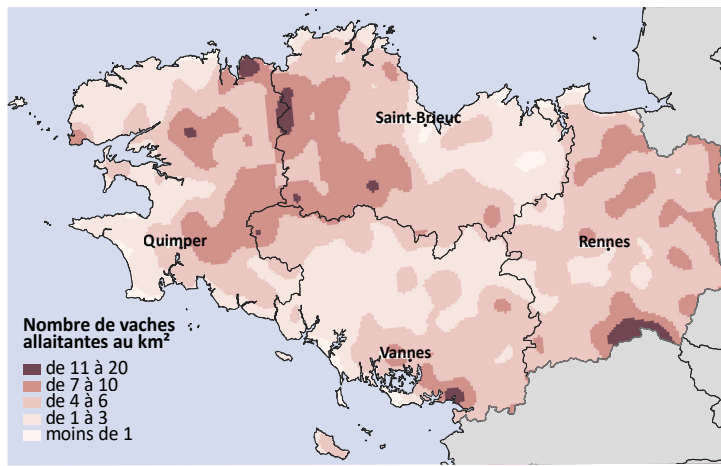 Saint-Brieuc
Quimper
Rennes
Vannes
Nombre de vaches
allaitantes au km²
de 11 à 20
de 7 à 10
de 4 à 6
de 1 à 3
moins de 1